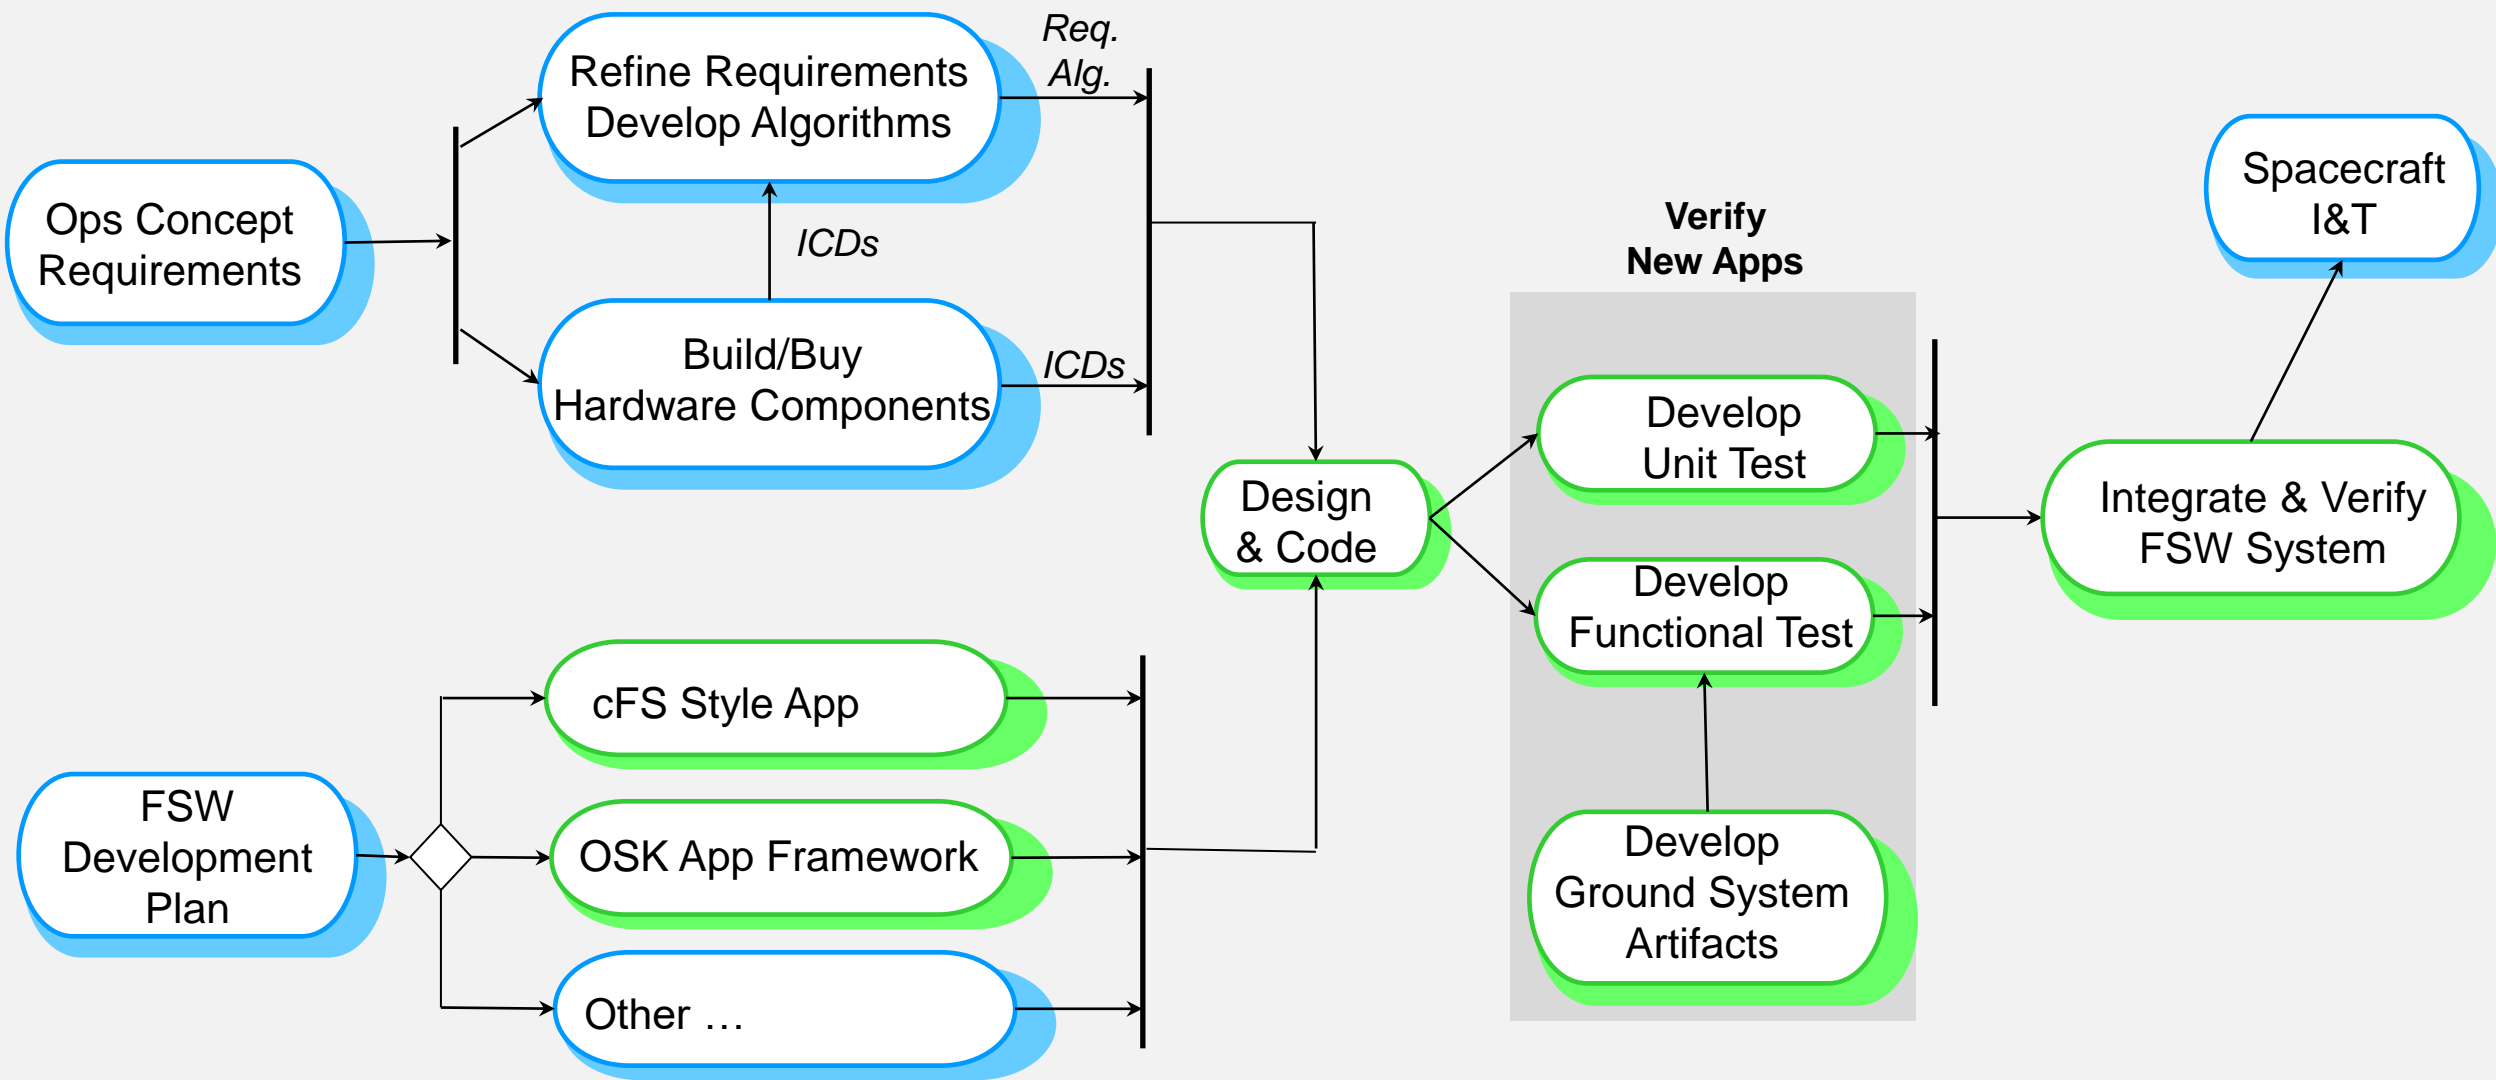 Ops Concept
Requirements
Refine Requirements
Develop Algorithms
Req.
Alg.
ICDs
Build/Buy
Hardware Components
ICDs
FSW
Development
Plan
cFS Style App
OSK App Framework
Other …
Design
& Code
Verify
New Apps
Develop
Unit Test
Develop
Functional Test
Develop
Ground System
Artifacts
Integrate & Verify
FSW System
Spacecraft
I&T